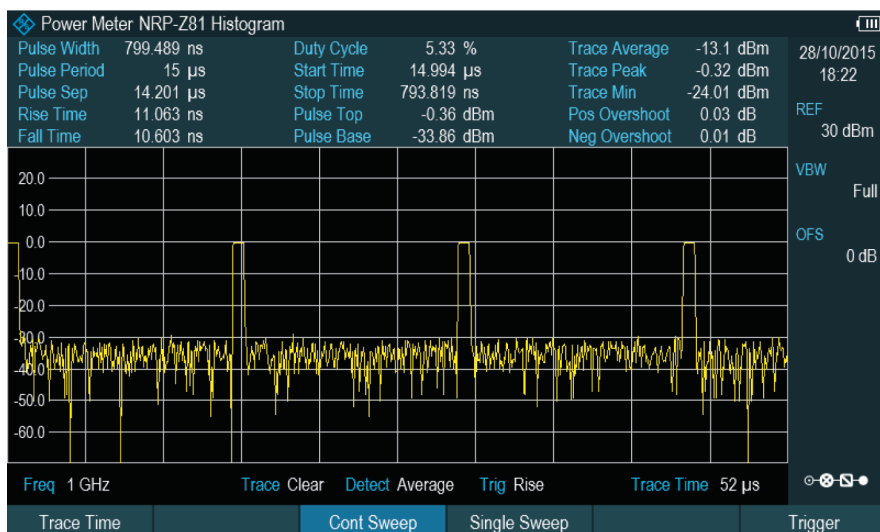 Power Meter NRP-Z81 Histogram
Pulse Width 799.489 ns Duty Cycle 5.33 % Trace Average -13.1 dBm
Pulse Period 15 µs Start Time 14.994 µs Trace Peak -0.32 dBm
Pulse Sep 14.201 µs Stop Time 793.819 ns Trace Min -24.01 dBm
Rise Time 11.063 ns Pulse Top -0.36 dBm Pos Overshoot 0.03 dB
Fall Time 10.603 ns Pulse Base -33.86 dBm Neg Overshoot 0.01 dB
28/10/2015
18:22
REF
30 dBm
VBW
Full
OFS
0 dB
20.0
10.0
0.0
-10.0
-20.0
-30.0
-40.0
-50.0
-60.0
Freq 1 GHz Trace Clear Detect Average Trig Rise Trace Time 52 µs
Trace Time Cont Sweep Single Sweep Trigger